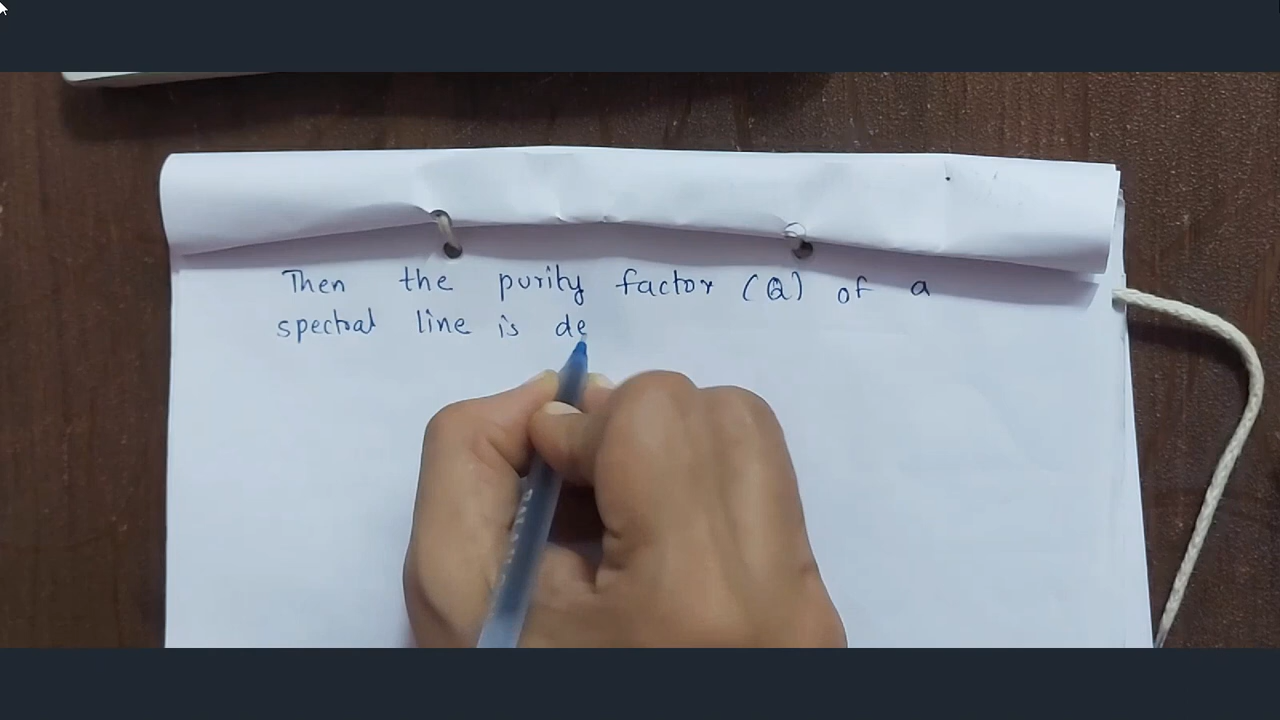 Then the purity factor (Q) of a
spectral line is de